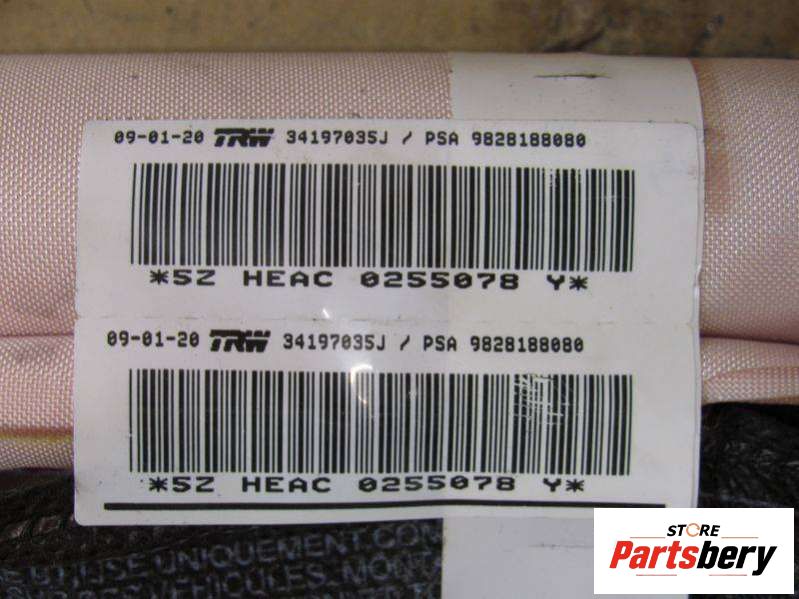 09-01-20 TRW 34197035J / PSA 9828188080
*5Z HEAC 0255078 Y*
09-01-20 TRW 34197035J / PSA 9828188080
*5Z HEAC 0255078 Y*
UNIQUEMENT
VEHICULES
STORE
Partsbery